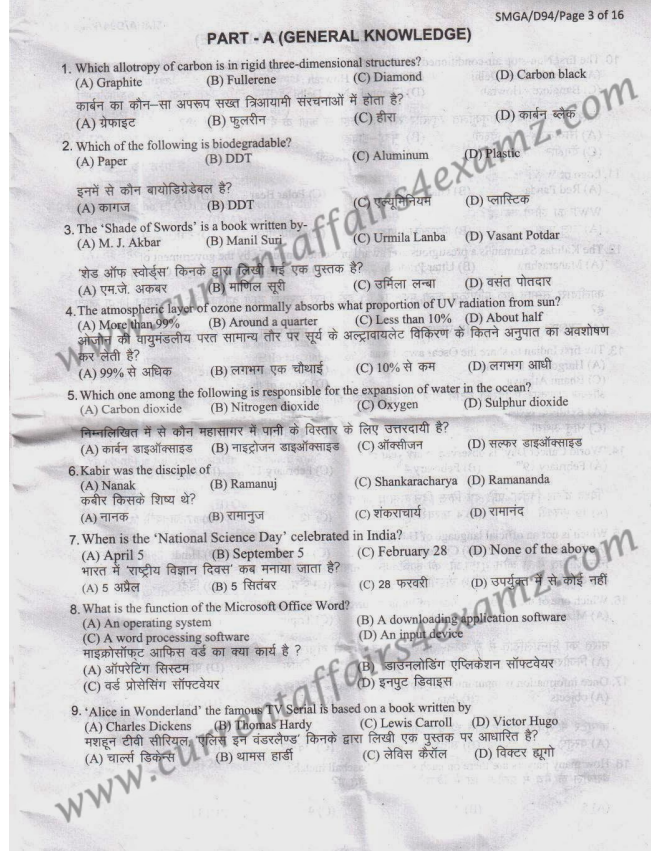 SMGA/D94/Page 3 of 16
PART - A (GENERAL KNOWLEDGE)
1. Which allotropy of carbon is in rigid three-dimensional structures?
(A) Graphite (B) Fullerene (C) Diamond (D) Carbon black
कार्बन का कौन–सा अपरूप सख्त त्रिआयामी संरचनाओं में होता है?
(A) ग्रेफाइट (B) फुलरीन (C) हीरा (D) कार्बन ब्लैक
2. Which of the following is biodegradable?
(A) Paper (B) DDT (C) Aluminum (D) Plastic
इनमें से कौन बायोडिग्रेडेबल है?
(A) कागज (B) DDT (C) एल्यूमिनियम (D) प्लास्टिक
3. The 'Shade of Swords' is a book written by-
(A) M. J. Akbar (B) Manil Suri (C) Urmila Lanba (D) Vasant Potdar
'शेड ऑफ स्वोर्ड्स' किनके द्वारा लिखी गई एक पुस्तक है?
(A) एम.जे. अकबर (B) माणिल सूरी (C) उर्मिला लन्बा (D) वसंत पोतदार
4. The atmospheric layer of ozone normally absorbs what proportion of UV radiation from sun?
(A) More than 99% (B) Around a quarter (C) Less than 10% (D) About half
ओजोन की वायुमंडलीय परत सामान्य तौर पर सूर्य के अल्ट्रावायलेट विकिरण के कितने अनुपात का अवशोषण
कर लेती है?
(A) 99% से अधिक (B) लगभग एक चौथाई (C) 10% से कम (D) लगभग आधी
5. Which one among the following is responsible for the expansion of water in the ocean?
(A) Carbon dioxide (B) Nitrogen dioxide (C) Oxygen (D) Sulphur dioxide
निम्नलिखित में से कौन महासागर में पानी के विस्तार के लिए उत्तरदायी है?
(A) कार्बन डाइऑक्साइड (B) नाइट्रोजन डाइऑक्साइड (C) ऑक्सीजन (D) सल्फर डाइऑक्साइड
6. Kabir was the disciple of
(A) Nanak (B) Ramanuj (C) Shankaracharya (D) Ramananda
कबीर किसके शिष्य थे?
(A) नानक (B) रामानुज (C) शंकराचार्य (D) रामानंद
7. When is the 'National Science Day' celebrated in India?
(A) April 5 (B) September 5 (C) February 28 (D) None of the above
भारत में 'राष्ट्रीय विज्ञान दिवस' कब मनाया जाता है?
(A) 5 अप्रैल (B) 5 सितंबर (C) 28 फरवरी (D) उपर्युक्त में से कोई नहीं
8. What is the function of the Microsoft Office Word?
(A) An operating system (B) A downloading application software
(C) A word processing software (D) An input device
माइक्रोसॉफ्ट आफिस वर्ड का क्या कार्य है ?
(A) ऑपरेटिंग सिस्टम (B) डाउनलोडिंग एप्लिकेशन सॉफ्टवेयर
(C) वर्ड प्रोसेसिंग सॉफ्टवेयर (D) इनपुट डिवाइस
9. 'Alice in Wonderland' the famous TV Serial is based on a book written by
(A) Charles Dickens (B) Thomas Hardy (C) Lewis Carroll (D) Victor Hugo
मशहून टीवी सीरियल, 'एलिस इन वंडरलैण्ड' किनके द्वारा लिखी एक पुस्तक पर आधारित है?
(A) चार्ल्स डिकेन्स (B) थामस हार्डी (C) लेविस कैरॉल (D) विक्टर ह्यूगो
www.currentaffairs4examz.com
www.currentaffairs4examz.com